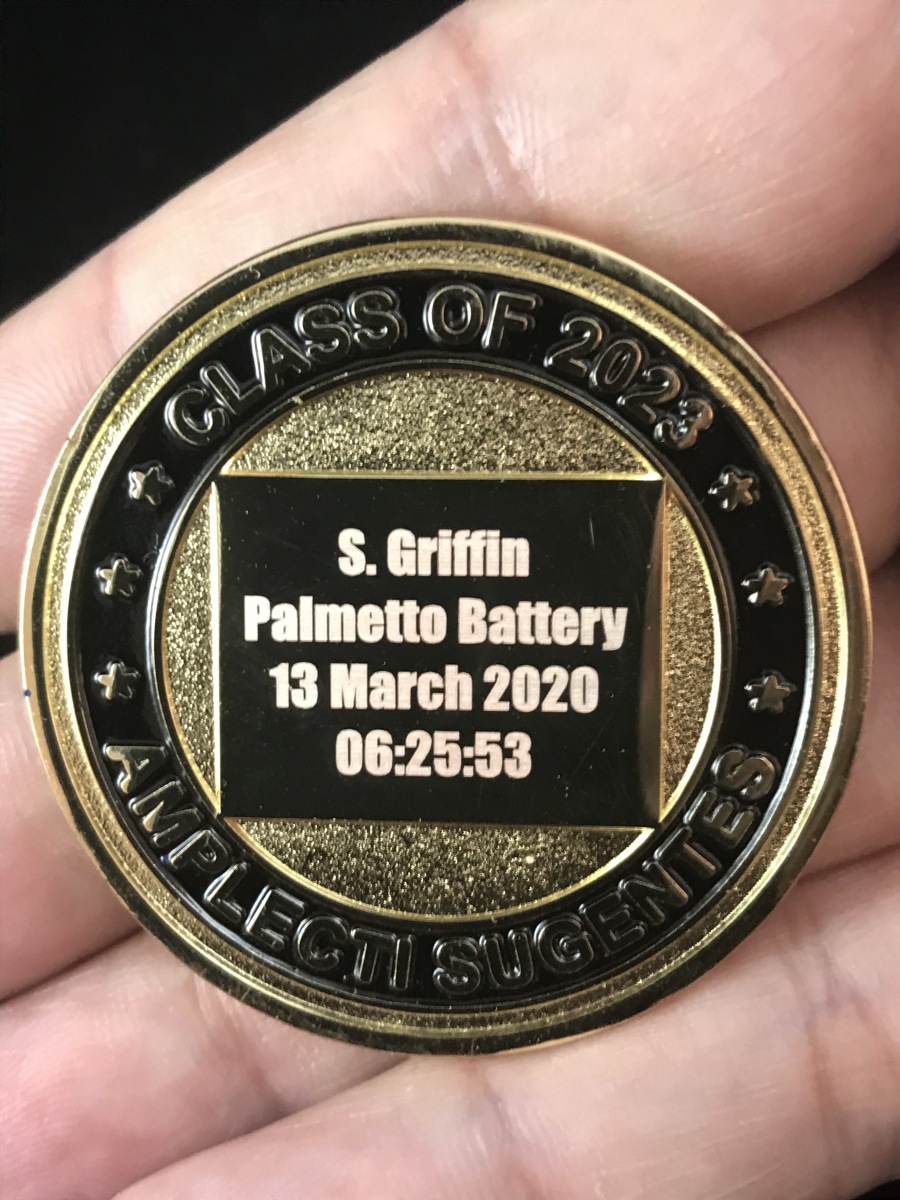 CLASS OF 2023
S. Griffin
Palmetto Battery
13 March 2020
06:25:53
AMPLECTI SUGENTES